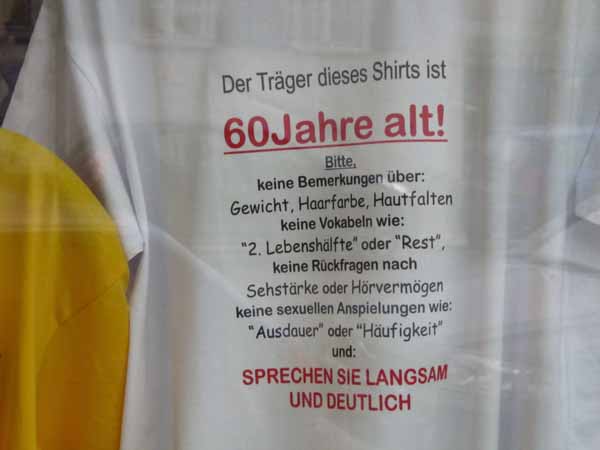 Der Träger dieses Shirts ist
60Jahre alt!
Bitte,
keine Bemerkungen über:
Gewicht, Haarfarbe, Hautfalten
keine Vokabeln wie:
"2. Lebenshälfte" oder "Rest",
keine Rückfragen nach
Sehstärke oder Hörvermögen
keine sexuellen Anspielungen wie:
"Ausdauer" oder "Häufigkeit"
und:
SPRECHEN SIE LANGSAM
UND DEUTLICH